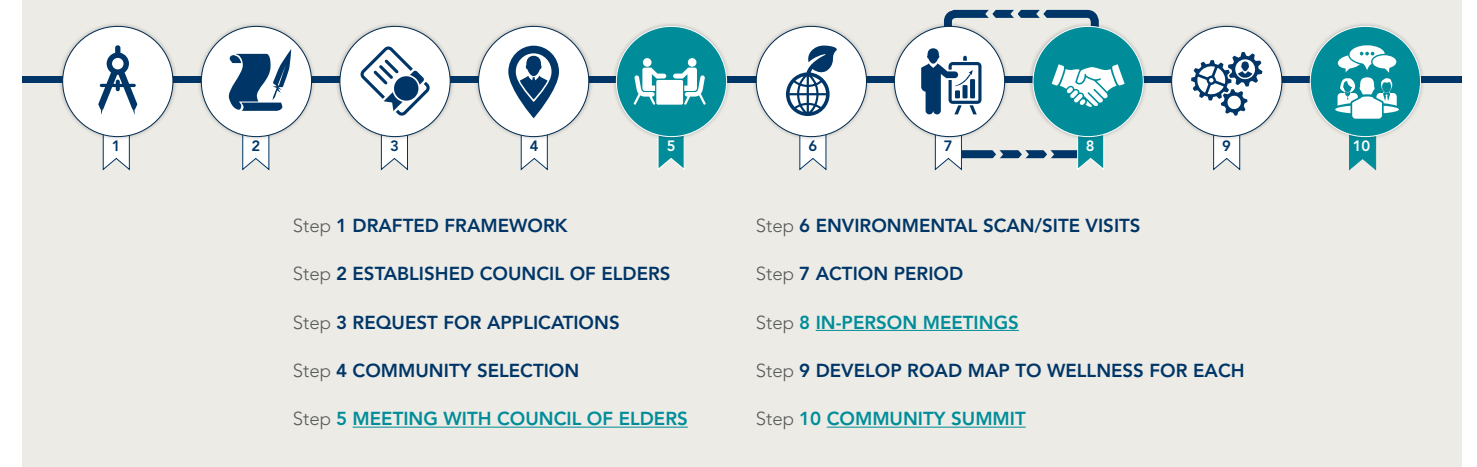 1
2
3
4
5
6
7
8
9
10
Step 1 DRAFTED FRAMEWORK
Step 2 ESTABLISHED COUNCIL OF ELDERS
Step 3 REQUEST FOR APPLICATIONS
Step 4 COMMUNITY SELECTION
Step 5 MEETING WITH COUNCIL OF ELDERS
Step 6 ENVIRONMENTAL SCAN/SITE VISITS
Step 7 ACTION PERIOD
Step 8 IN-PERSON MEETINGS
Step 9 DEVELOP ROAD MAP TO WELLNESS FOR EACH
Step 10 COMMUNITY SUMMIT